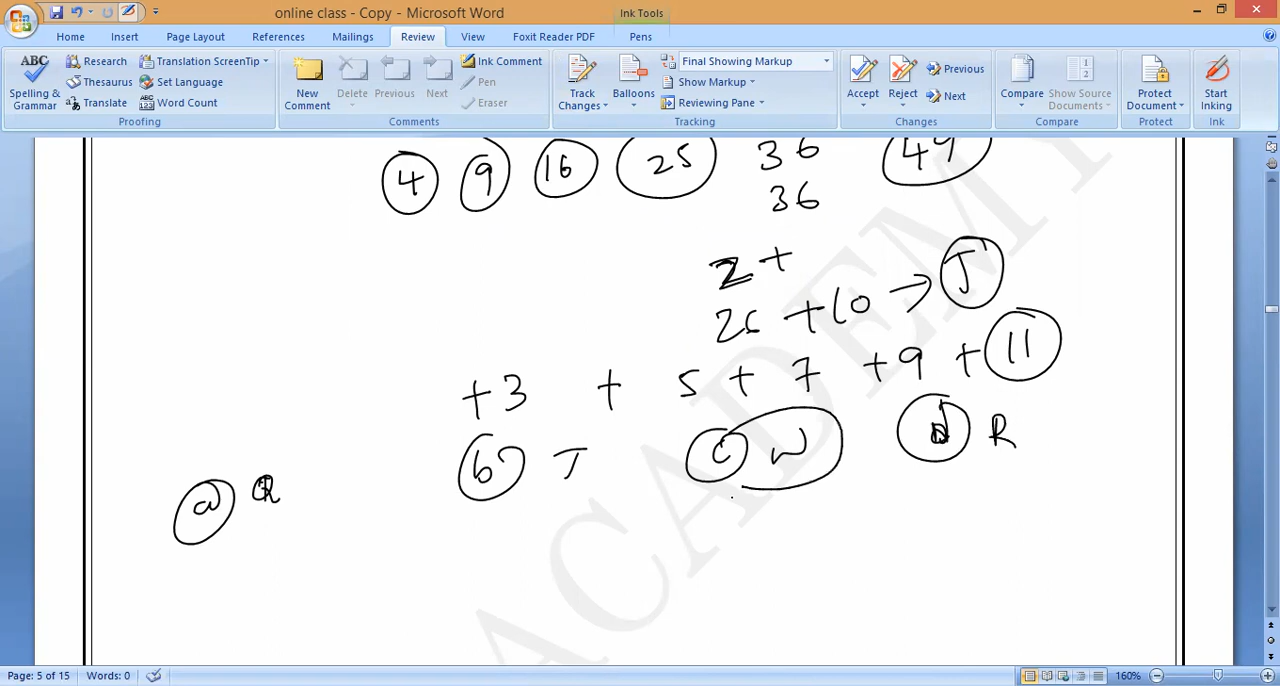 online class - Copy - Microsoft Word
Ink Tools
Home Insert Page Layout References Mailings Review View Foxit Reader PDF Pens
ABC Spelling & Grammar
Research
Thesaurus
Translate
Translation ScreenTip
Set Language
Word Count
Proofing
New Comment
Delete
Previous
Next
Ink Comment
Pen
Eraser
Comments
Track Changes
Balloons
Final Showing Markup
Show Markup
Reviewing Pane
Tracking
Accept
Reject
Previous
Next
Changes
Compare
Show Source Documents
Compare
Protect Document
Protect
Start Inking
Ink
4 9 16 25 36 49
36
2 +
26 +10 → J
+3 + 5 + 7 +9 + 11
b T c W d R
a
ACADEMY
Page: 5 of 15 Words: 0 160%